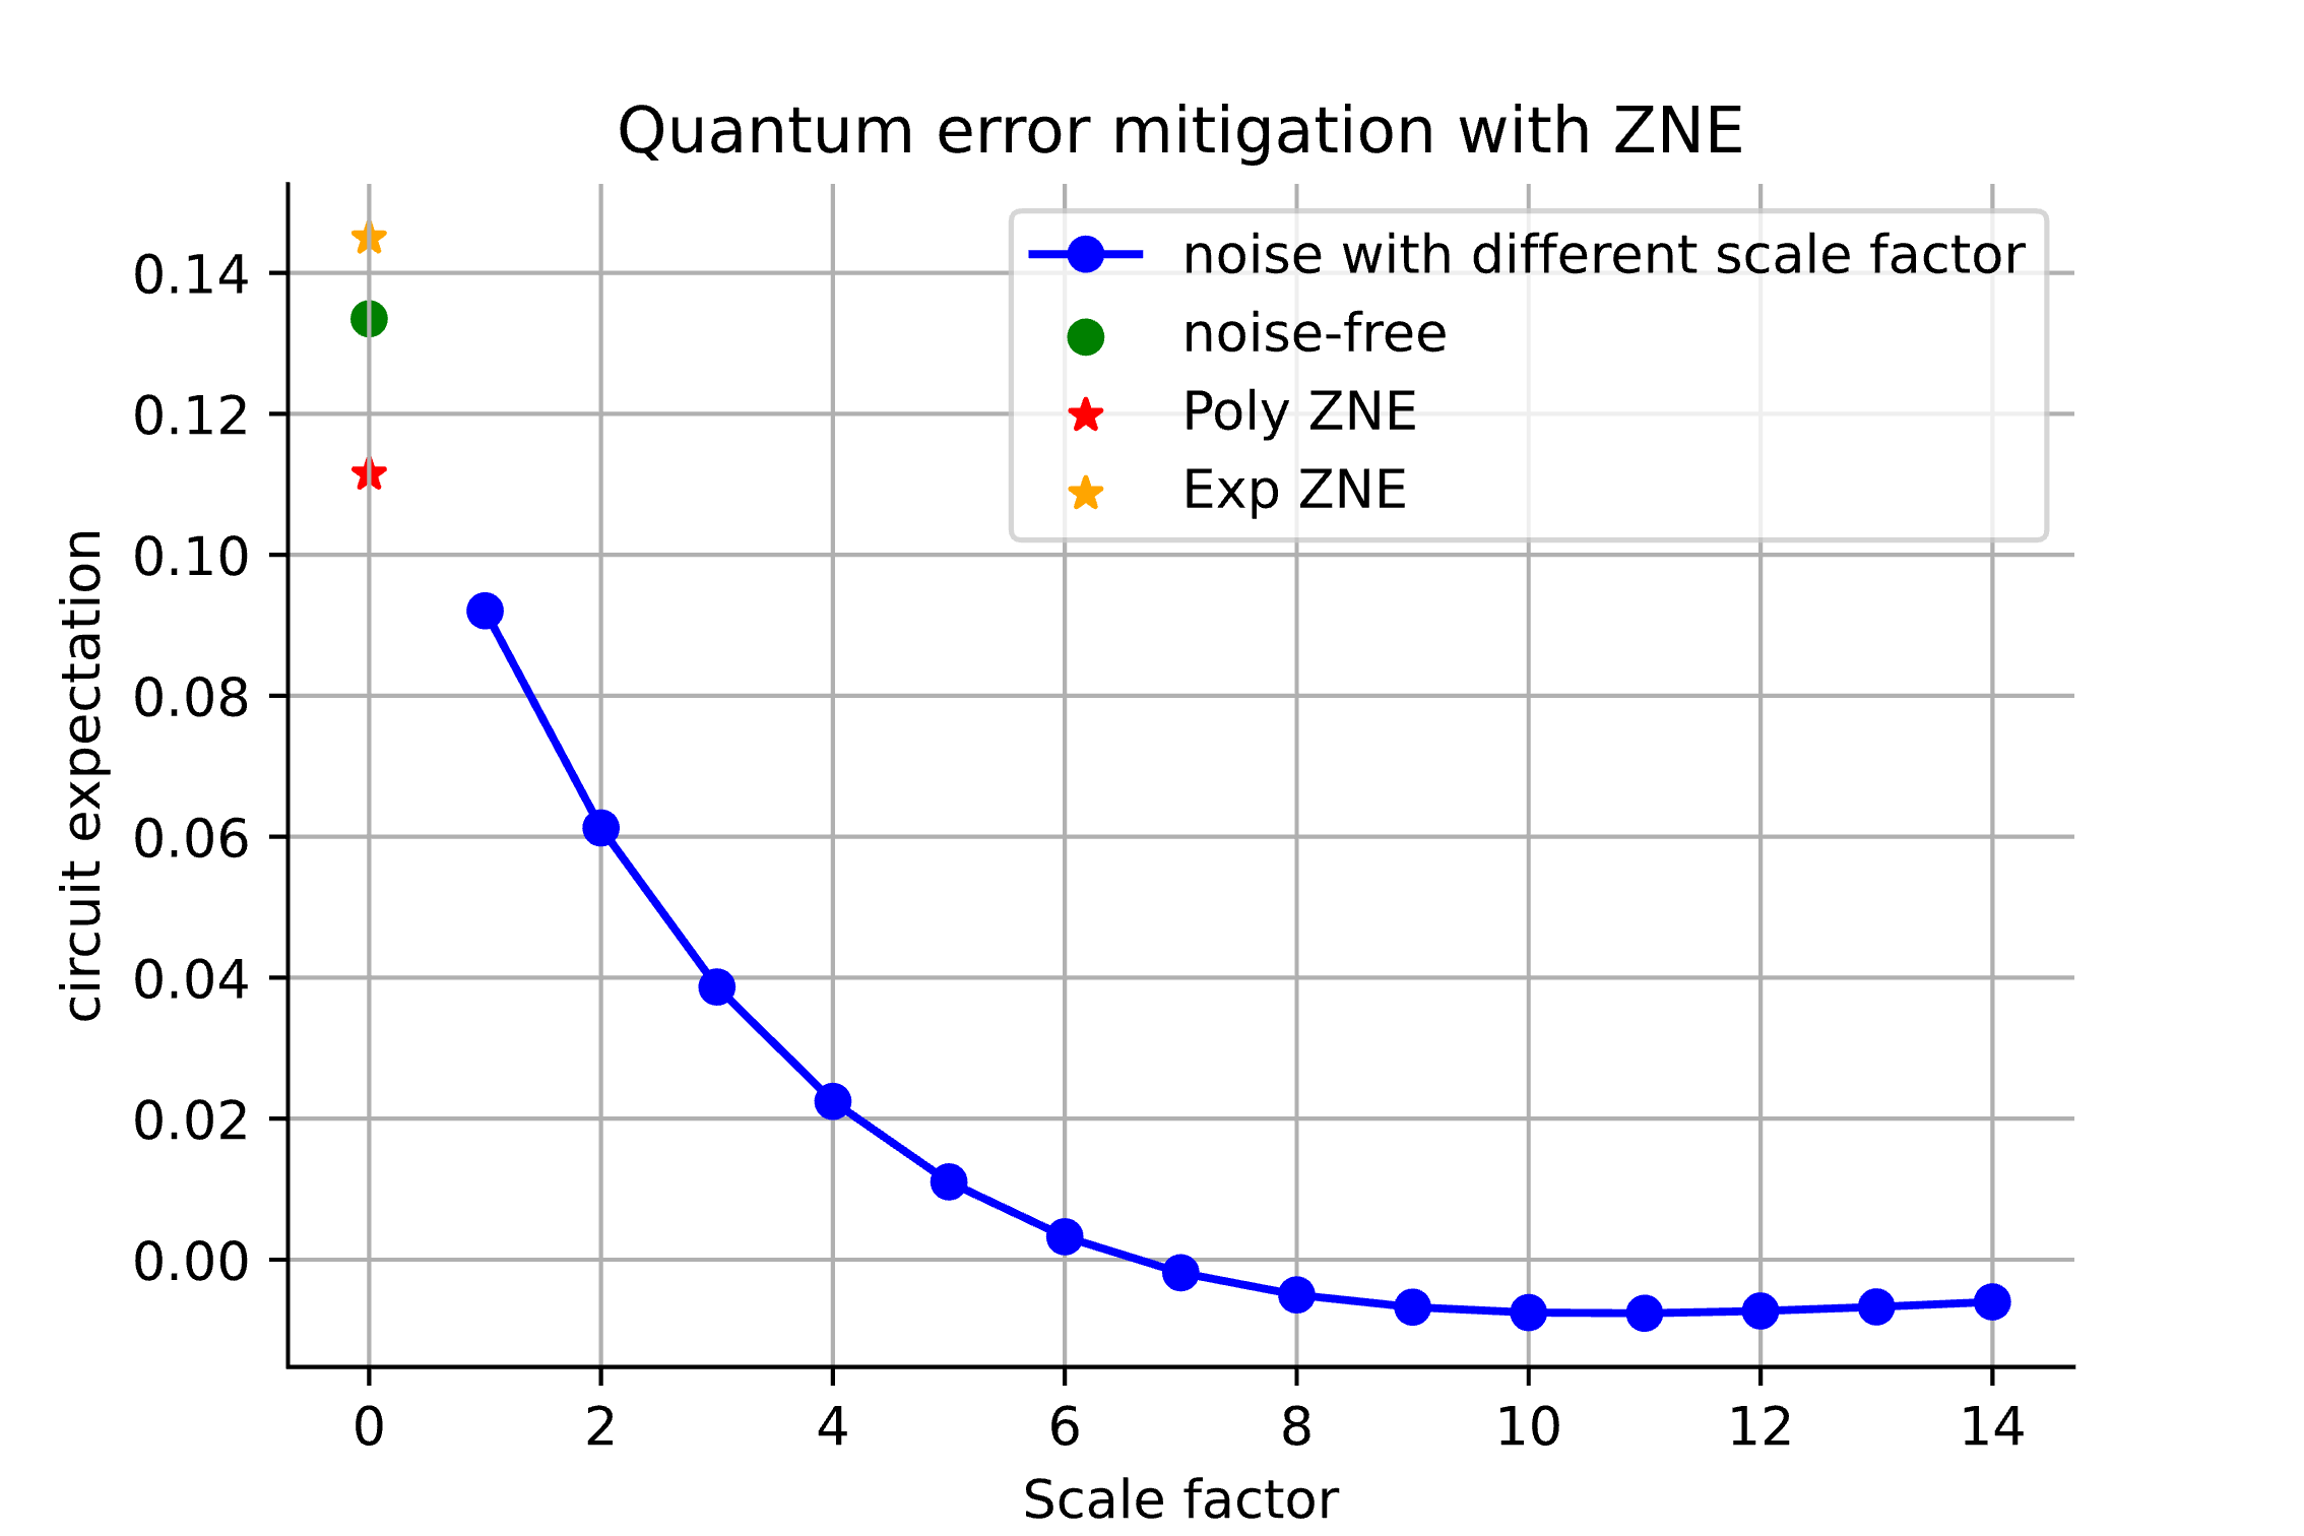 Quantum error mitigation with ZNE
noise with different scale factor
noise-free
Poly ZNE
Exp ZNE
circuit expectation
0.14
0.12
0.10
0.08
0.06
0.04
0.02
0.00
0 2 4 6 8 10 12 14
Scale factor